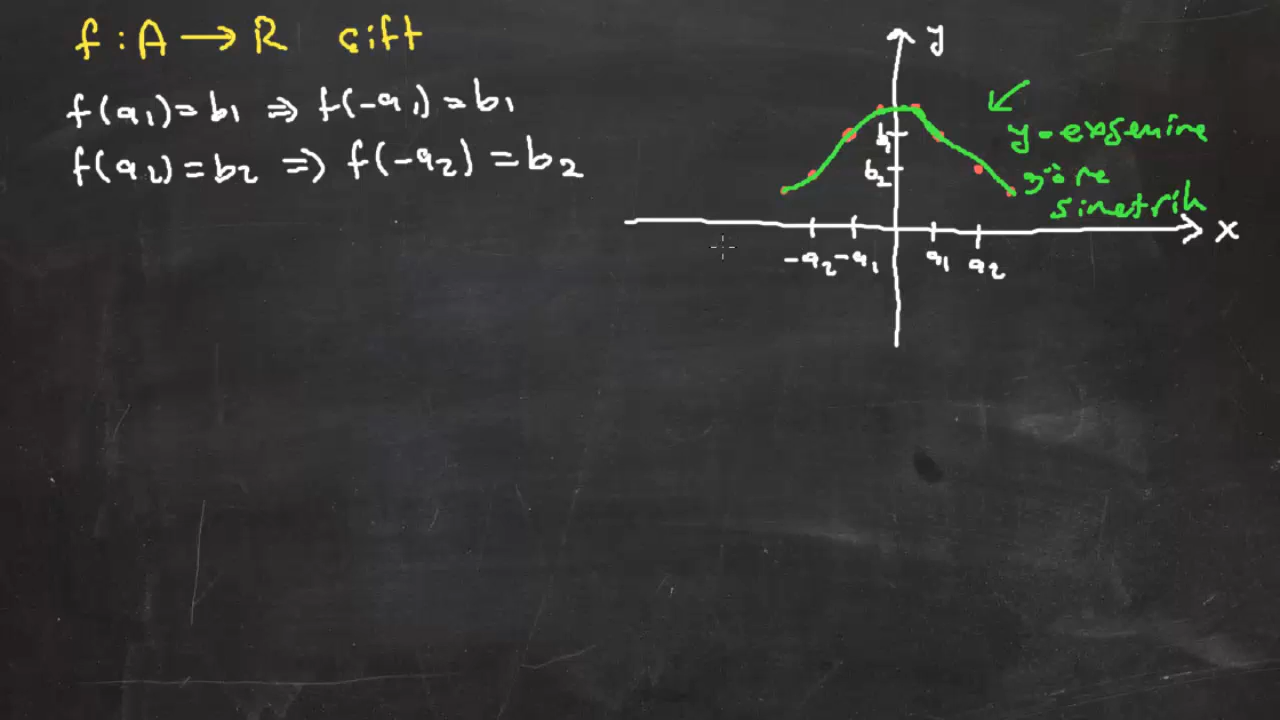 f : A → R çift
f(a₁) = b₁ ⇒ f(-a₁) = b₁
f(a₂) = b₂ ⇒ f(-a₂) = b₂
y
y-eksenine
göre
simetrik
b₁
b₂
x
-a₂ -a₁ a₁ a₂